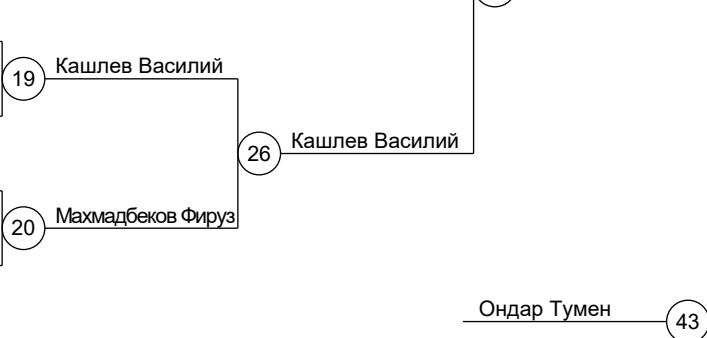 19 Кашлев Василий
26 Кашлев Василий
20 Махмадбеков Фируз
Ондар Тумен 43